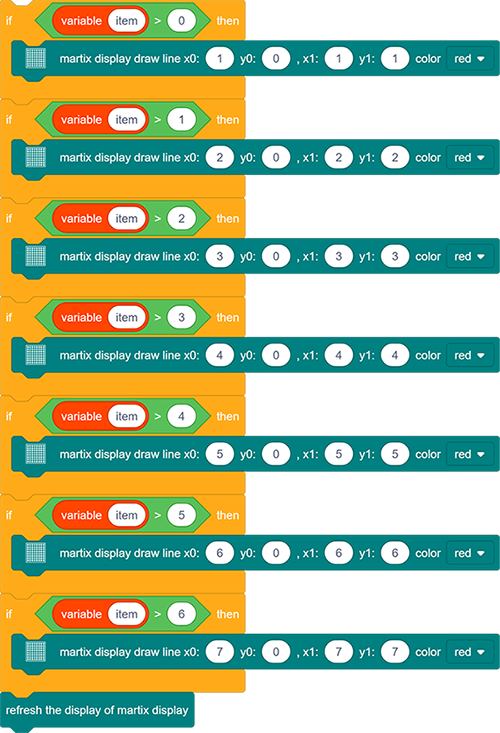 if variable item > 0 then
martix display draw line x0: 1 y0: 0 , x1: 1 y1: 1 color red
if variable item > 1 then
martix display draw line x0: 2 y0: 0 , x1: 2 y1: 2 color red
if variable item > 2 then
martix display draw line x0: 3 y0: 0 , x1: 3 y1: 3 color red
if variable item > 3 then
martix display draw line x0: 4 y0: 0 , x1: 4 y1: 4 color red
if variable item > 4 then
martix display draw line x0: 5 y0: 0 , x1: 5 y1: 5 color red
if variable item > 5 then
martix display draw line x0: 6 y0: 0 , x1: 6 y1: 6 color red
if variable item > 6 then
martix display draw line x0: 7 y0: 0 , x1: 7 y1: 7 color red
refresh the display of martix display